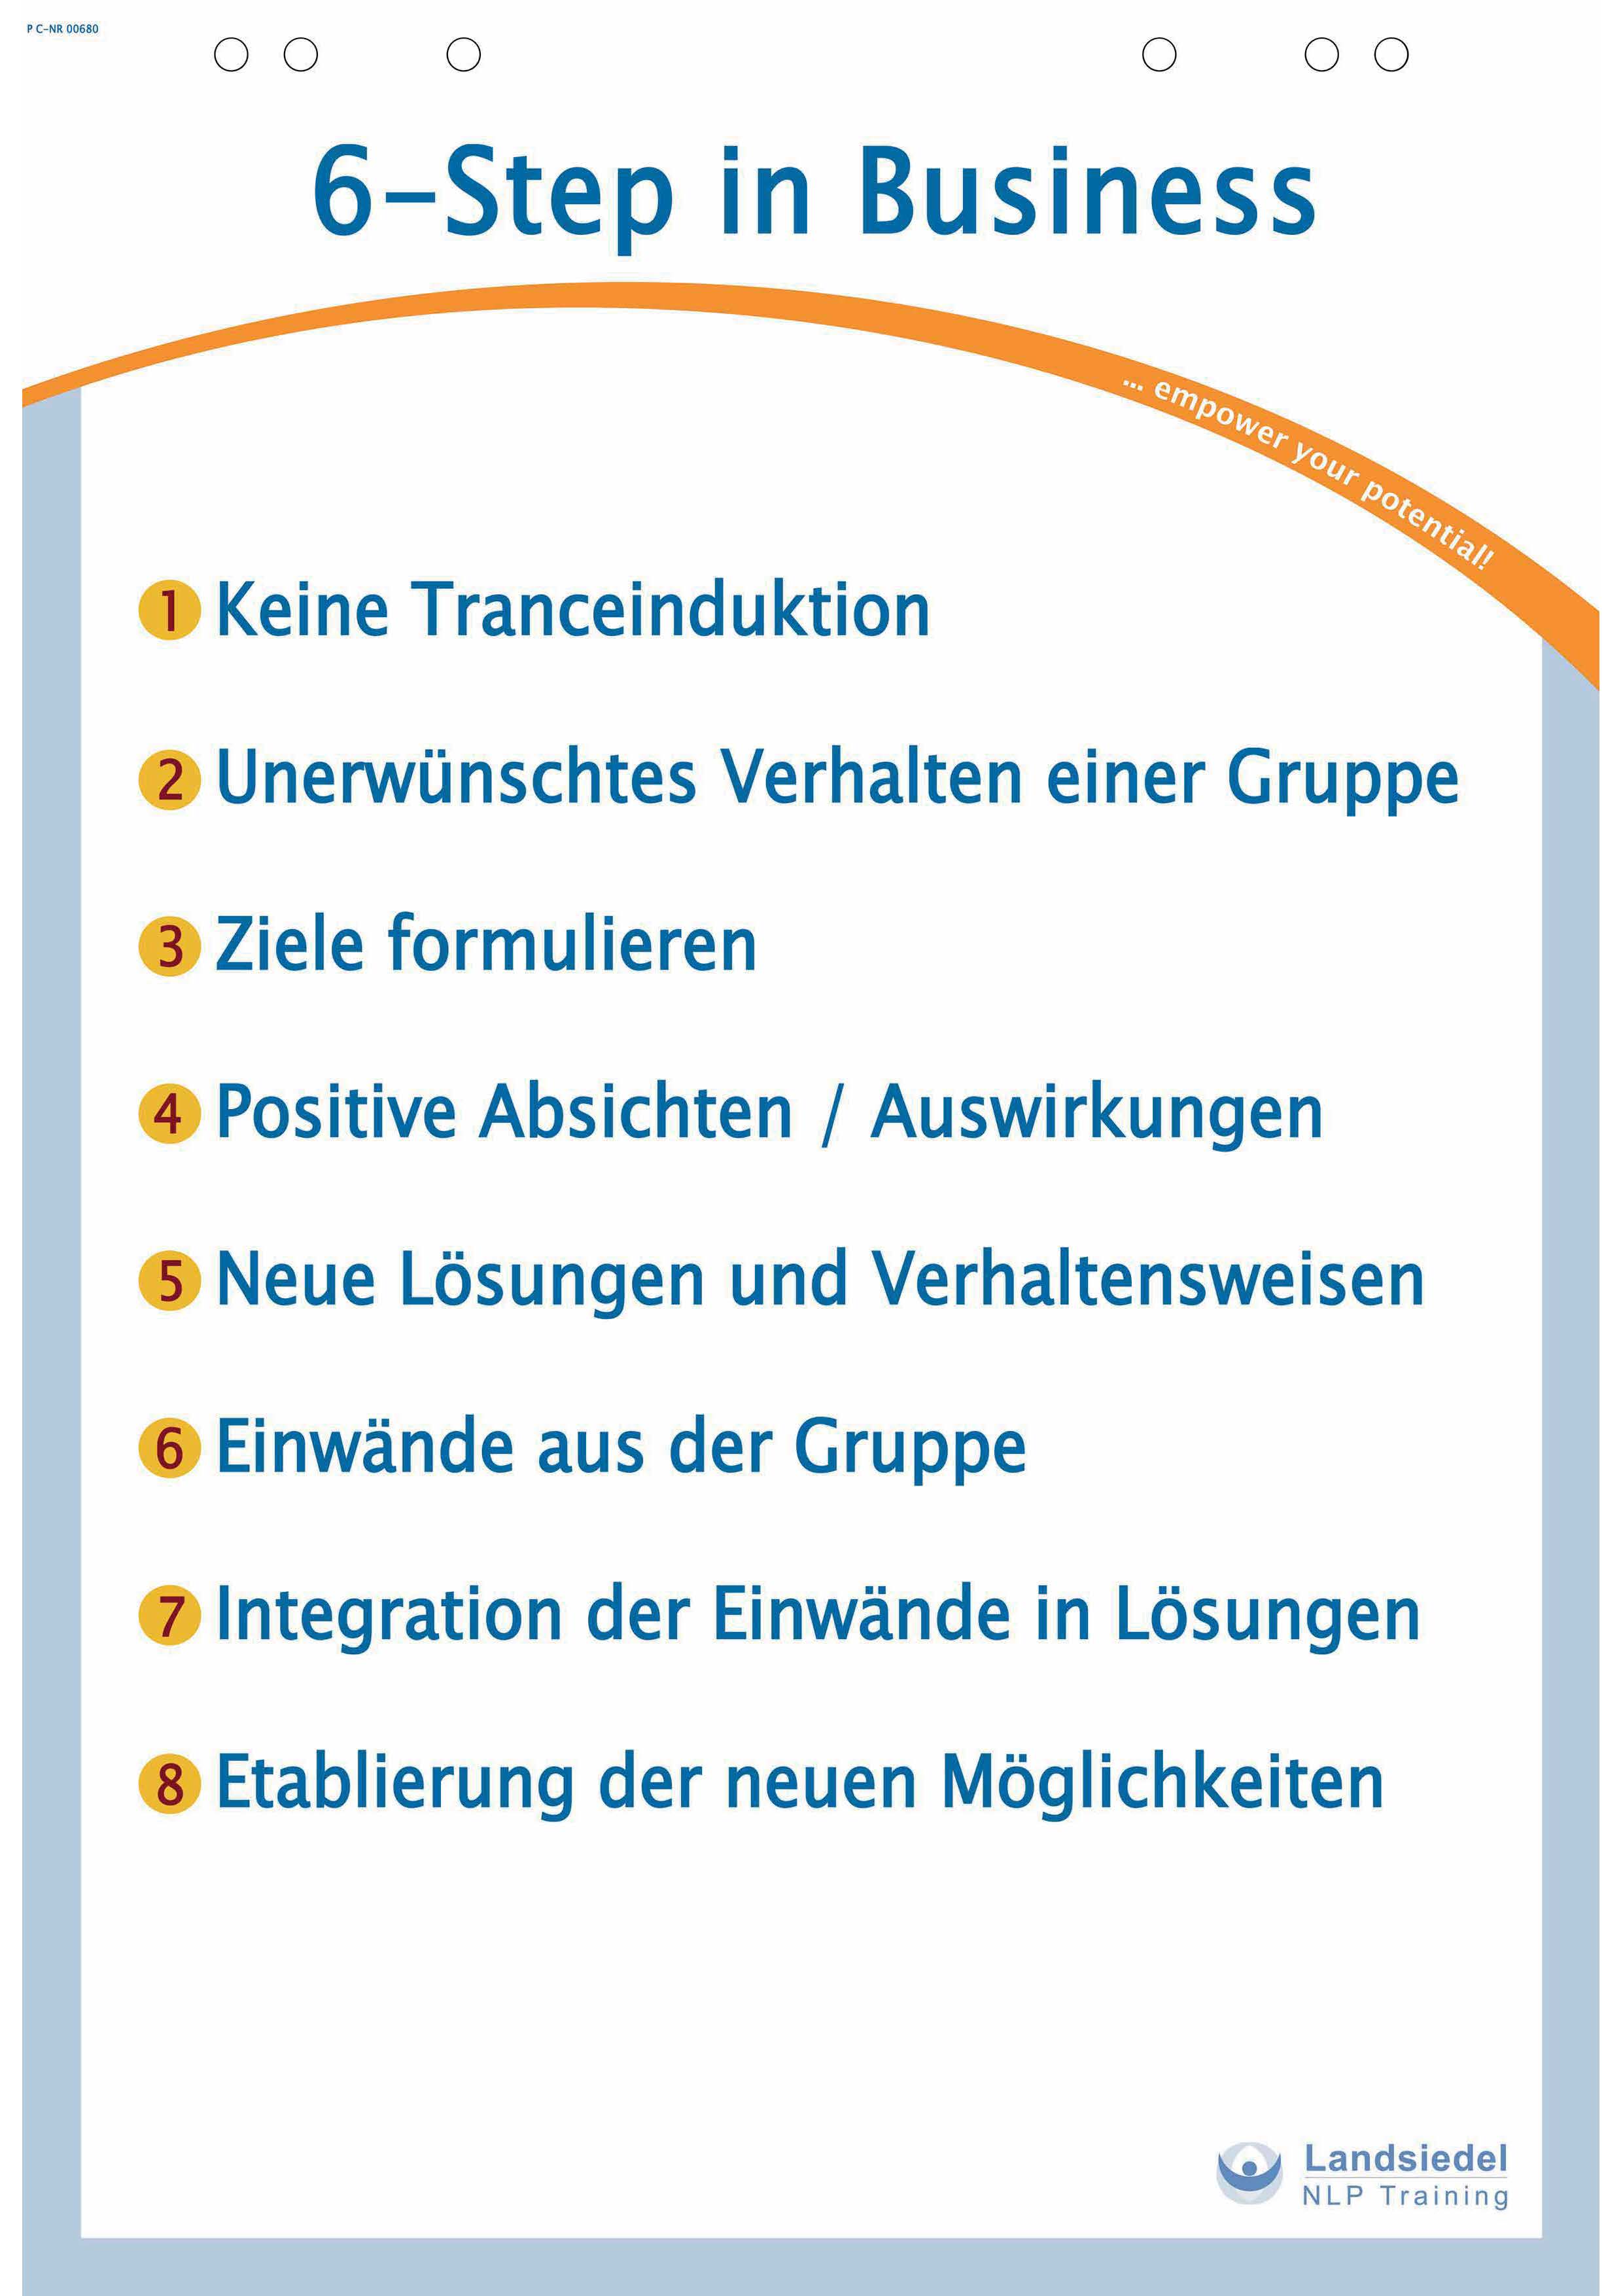 P C-NR 00680
6-Step in Business
... empower your potential!
1 Keine Tranceinduktion
2 Unerwünschtes Verhalten einer Gruppe
3 Ziele formulieren
4 Positive Absichten / Auswirkungen
5 Neue Lösungen und Verhaltensweisen
6 Einwände aus der Gruppe
7 Integration der Einwände in Lösungen
8 Etablierung der neuen Möglichkeiten
Landsiedel
NLP Training